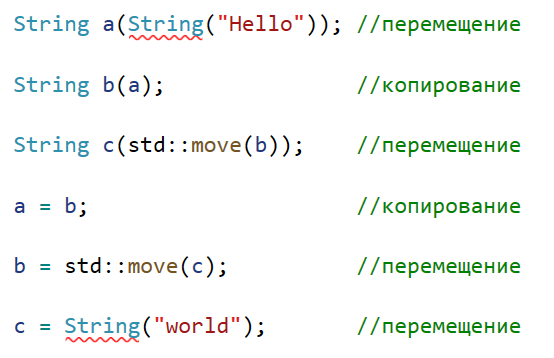 String a(String("Hello")); //перемещение
String b(a); //копирование
String c(std::move(b)); //перемещение
a = b; //копирование
b = std::move(c); //перемещение
c = String("world"); //перемещение